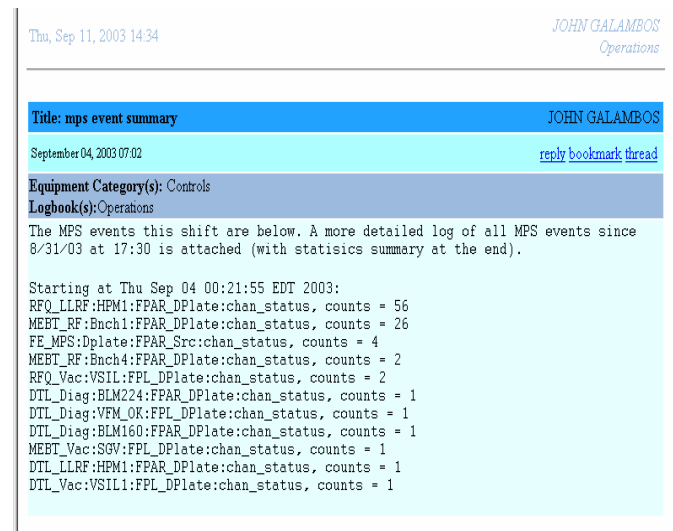 Thu, Sep 11, 2003 14:34
JOHN GALAMBOS
Operations
Title: mps event summary JOHN GALAMBOS
September 04, 2003 07:02 reply bookmark thread
Equipment Category(s): Controls
Logbook(s):Operations
The MPS events this shift are below. A more detailed log of all MPS events since
8/31/03 at 17:30 is attached (with statisics summary at the end).
Starting at Thu Sep 04 00:21:55 EDT 2003:
RFQ_LLRF:HPM1:FPAR_DPlate:chan_status, counts = 56
MEBT_RF:Bnch1:FPAR_DPlate:chan_status, counts = 26
FE_MPS:Dplate:FPAR_Src:chan_status, counts = 4
MEBT_RF:Bnch4:FPAR_DPlate:chan_status, counts = 2
RFQ_Vac:VSIL:FPL_DPlate:chan_status, counts = 2
DTL_Diag:BLM224:FPAR_DPlate:chan_status, counts = 1
DTL_Diag:VFM_OK:FPL_DPlate:chan_status, counts = 1
DTL_Diag:BLM160:FPAR_DPlate:chan_status, counts = 1
MEBT_Vac:SGV:FPL_DPlate:chan_status, counts = 1
DTL_LLRF:HPM1:FPAR_DPlate:chan_status, counts = 1
DTL_Vac:VSIL1:FPL_DPlate:chan_status, counts = 1